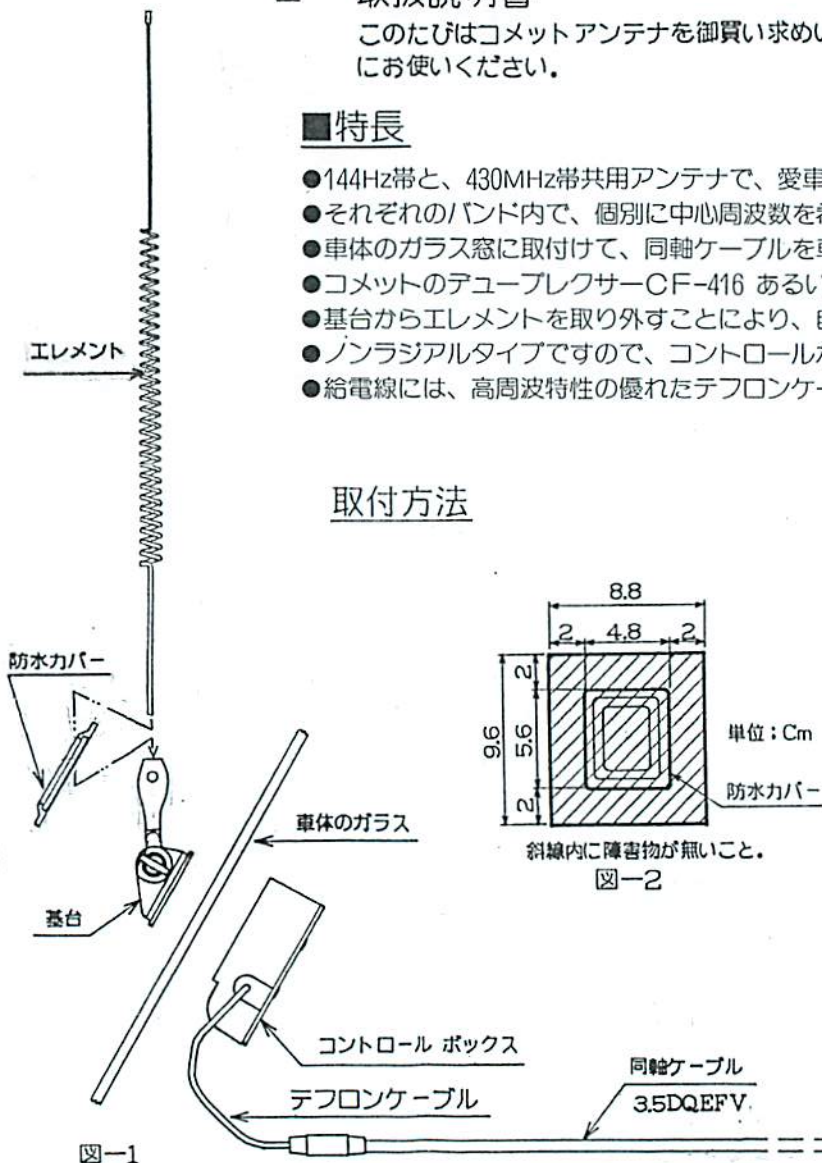 取扱説明書
このたびはコメットアンテナを御買い求め
にお使いください.
■特長
●144Hz帯と、430MHz帯共用アンテナで、愛車
●それぞれのバンド内で、個別に中心周波数を
●車体のガラス窓に取付けて、同軸ケーブルを
●コメットのデュープレクサーCF-416 ある
●基台からエレメントを取り外すことにより、
●ノンラジアルタイプですので、コントロール
●給電線には、高周波特性の優れたテフロンケー
エレメント
取付方法
8.8
2 4.8 2
防水カバー
2
9.6 5.6
単位；Cm
2
防水カバー
車体のガラス
斜線内に障害物が無いこと.
図-2
基台
コントロール ボックス
同軸ケーブル
テフロンケーブル
3.5DQEFV
図-1